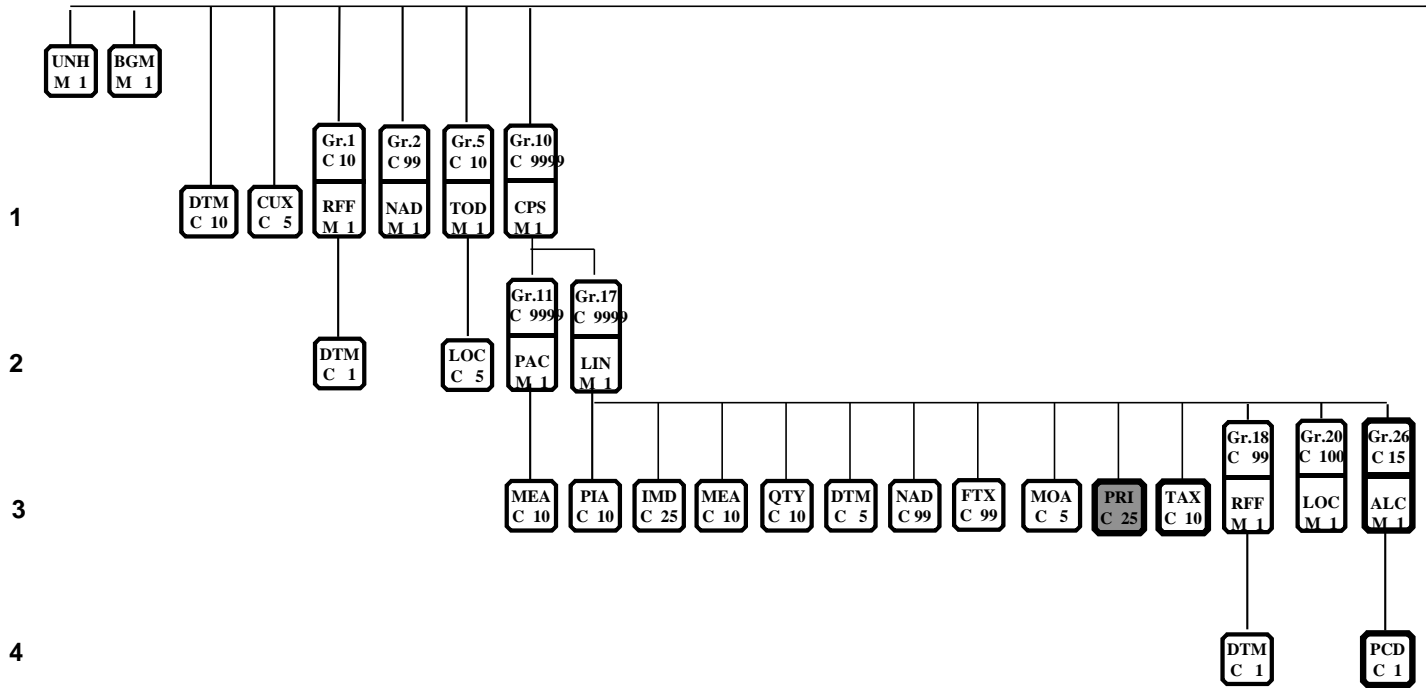 UNH
M 1
BGM
M 1
Gr.1
C 10
Gr.2
C 99
Gr.5
C 10
Gr.10
C 9999
1
DTM
C 10
CUX
C 5
RFF
M 1
NAD
M 1
TOD
M 1
CPS
M 1
Gr.11
C 9999
Gr.17
C 9999
2
DTM
C 1
LOC
C 5
PAC
M 1
LIN
M 1
Gr.18
C 99
Gr.20
C 100
Gr.26
C 15
3
MEA
C 10
PIA
C 10
IMD
C 25
MEA
C 10
QTY
C 10
DTM
C 5
NAD
C 99
FTX
C 99
MOA
C 5
PRI
C 25
TAX
C 10
RFF
M 1
LOC
M 1
ALC
M 1
4
DTM
C 1
PCD
C 1